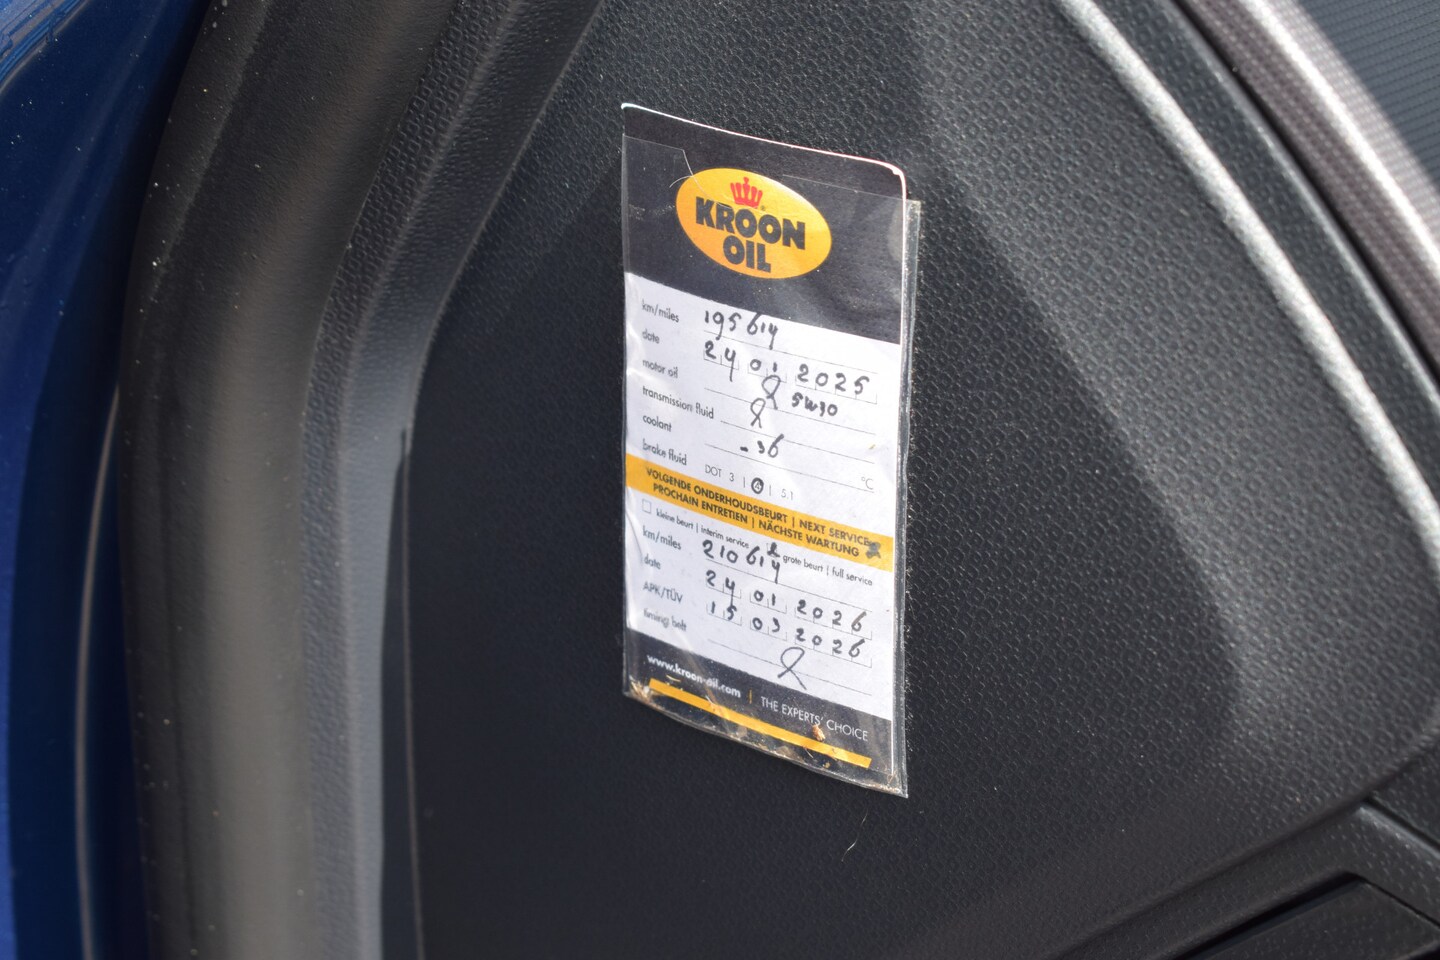 KROON
OIL
km/miles 195614
date 24 01 2025
motor oil 5W30
transmission fluid
coolant -36 °C
brake fluid DOT 3 | 4 | 5.1
VOLGENDE ONDERHOUDSBEURT | NEXT SERVICE
PROCHAIN ENTRETIEN | NÄCHSTE WARTUNG
kleine beurt | interim service grote beurt | full service
km/miles 210614
date 24 01 2026
APK/TÜV 15 03 2026
timing belt
www.kroon-oil.com | THE EXPERTS' CHOICE